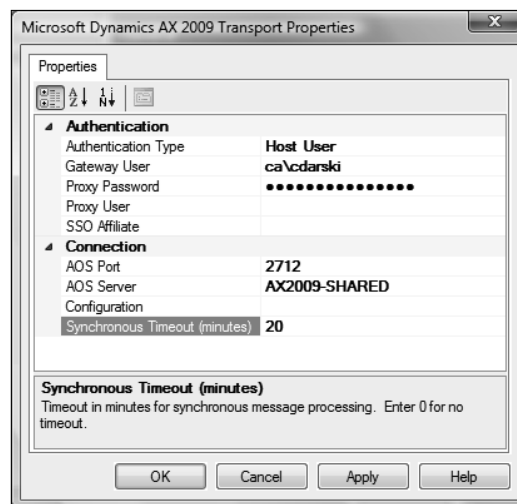 Microsoft Dynamics AX 2009 Transport Properties
Properties
Authentication
Authentication Type Host User
Gateway User ca\cdarski
Proxy Password ●●●●●●●●●●●●●●●
Proxy User
SSO Affiliate
Connection
AOS Port 2712
AOS Server AX2009-SHARED
Configuration
Synchronous Timeout (minutes) 20
Synchronous Timeout (minutes)
Timeout in minutes for synchronous message processing. Enter 0 for no
timeout.
OK Cancel Apply Help